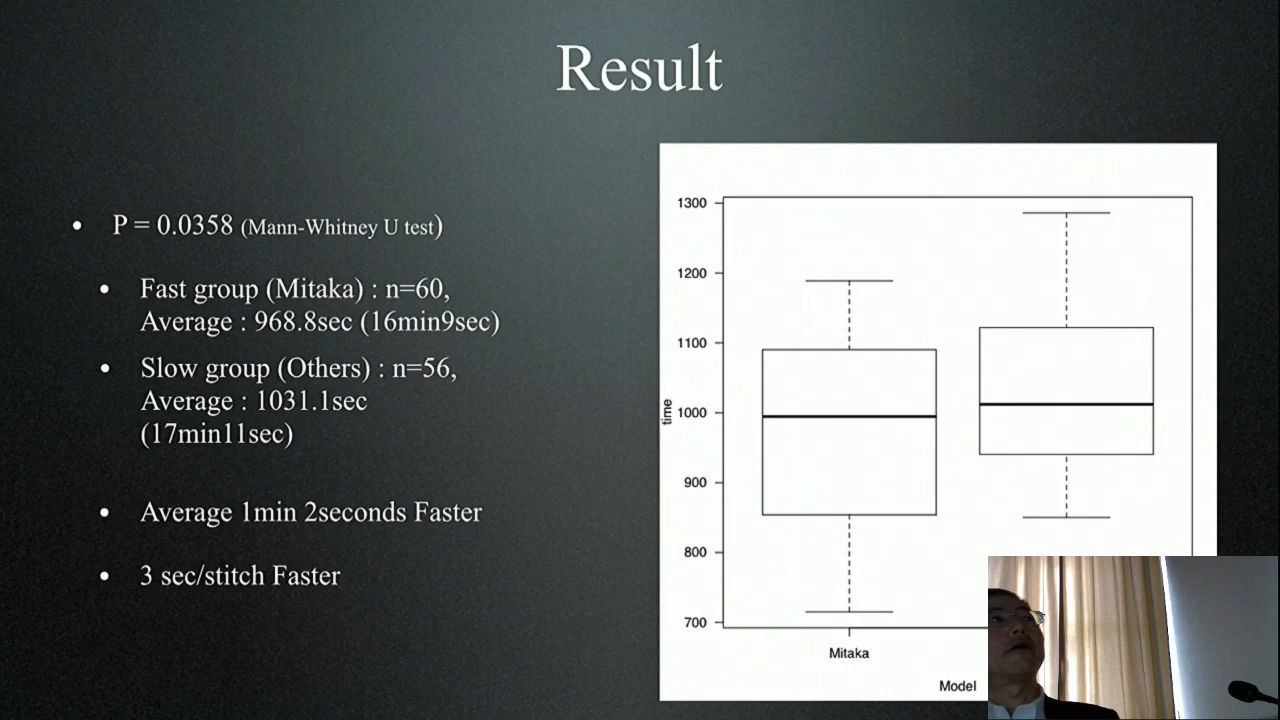 Result
• P = 0.0358 (Mann-Whitney U test)
• Fast group (Mitaka) : n=60,
Average : 968.8sec (16min9sec)
• Slow group (Others) : n=56,
Average : 1031.1sec
(17min11sec)
• Average 1min 2seconds Faster
• 3 sec/stitch Faster
1300
1200
1100
1000
900
800
700
time
Mitaka
Model